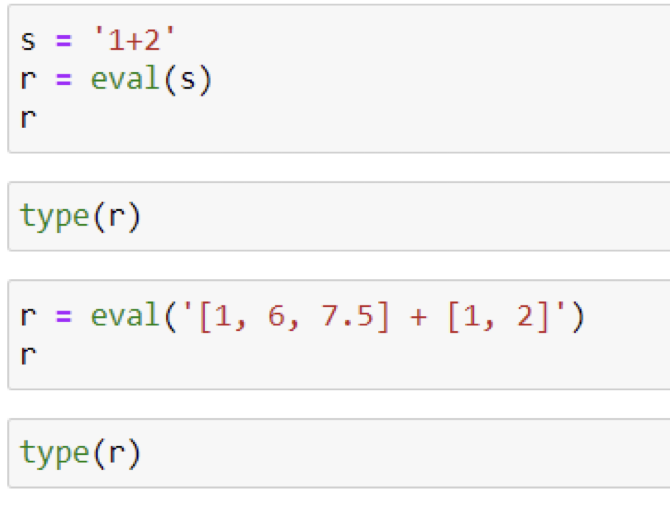 s = '1+2'
r = eval(s)
r
type(r)
r = eval('[1, 6, 7.5] + [1, 2]')
r
type(r)